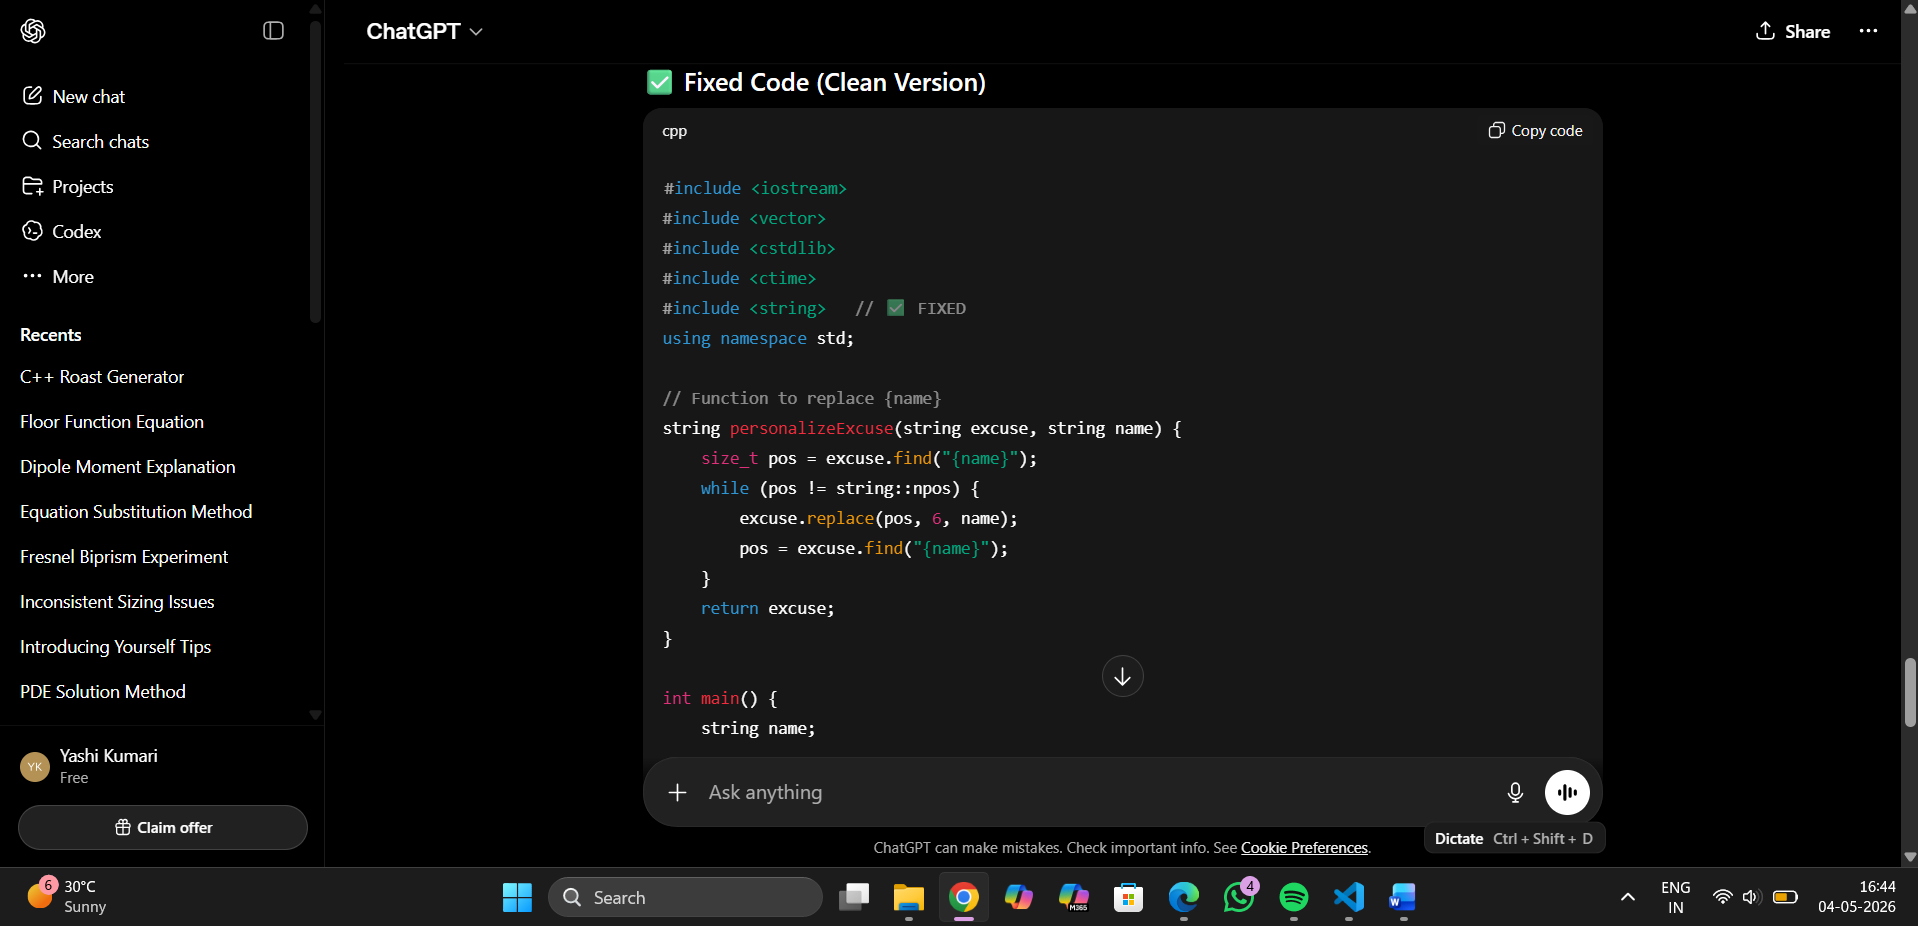 ChatGPT
Share
New chat
Search chats
Projects
Codex
More
Recents
C++ Roast Generator
Floor Function Equation
Dipole Moment Explanation
Equation Substitution Method
Fresnel Biprism Experiment
Inconsistent Sizing Issues
Introducing Yourself Tips
PDE Solution Method
YK
Yashi Kumari
Free
Claim offer
✅ Fixed Code (Clean Version)
cpp
Copy code
#include <iostream>
#include <vector>
#include <cstdlib>
#include <ctime>
#include <string>   // ✅ FIXED
using namespace std;
// Function to replace {name}
string personalizeExcuse(string excuse, string name) {
    size_t pos = excuse.find("{name}");
    while (pos != string::npos) {
        excuse.replace(pos, 6, name);
        pos = excuse.find("{name}");
    }
    return excuse;
}
int main() {
    string name;
Ask anything
Dictate Ctrl + Shift + D
ChatGPT can make mistakes. Check important info. See Cookie Preferences.
6
30°C
Sunny
Search
M365
4
W
ENG
IN
16:44
04-05-2026